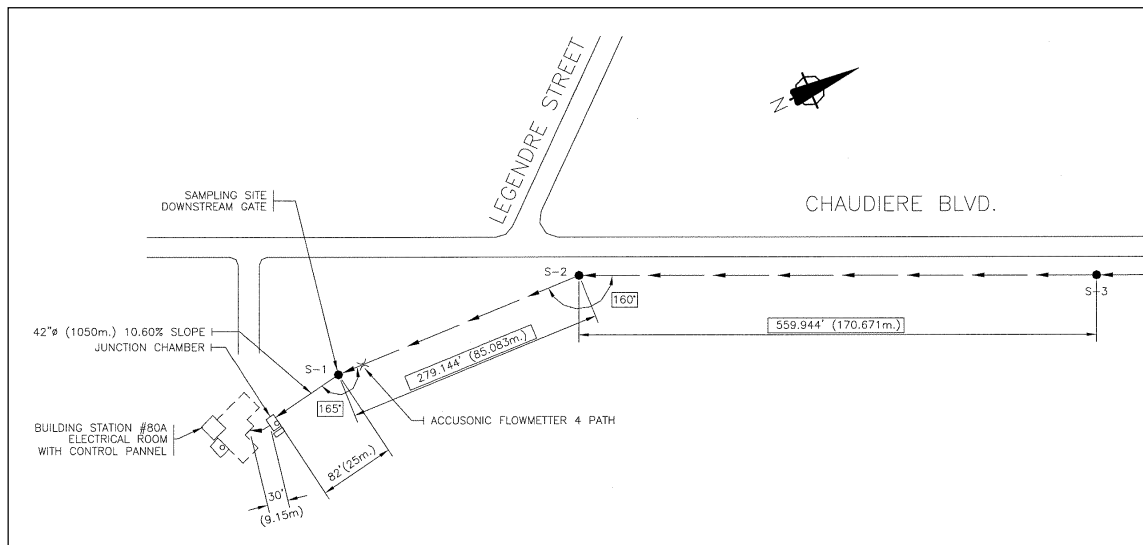 LEGENDRE STREET
N
CHAUDIERE BLVD.
SAMPLING SITE
DOWNSTREAM GATE
S-2
S-3
160°
559.944' (170.671m.)
42"ø (1050m.) 10.60% SLOPE
JUNCTION CHAMBER
S-1
279.144' (85.083m.)
165°
ACCUSONIC FLOWMETTER 4 PATH
BUILDING STATION #80A
ELECTRICAL ROOM
WITH CONTROL PANNEL
82'(25m.)
30'
(9.15m)